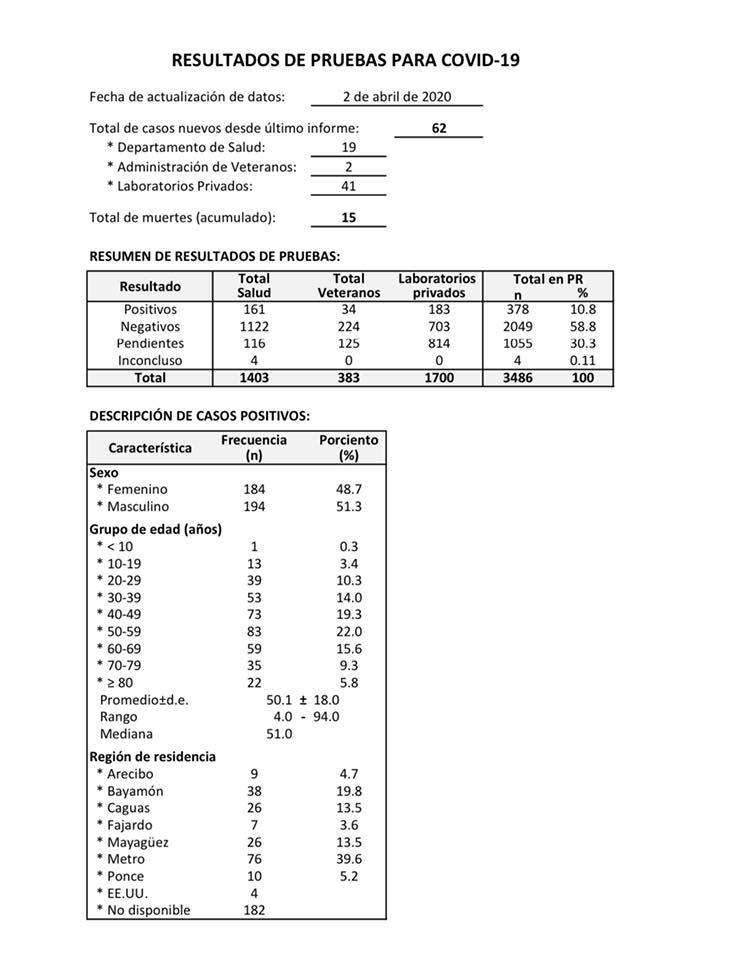 RESULTADOS DE PRUEBAS PARA COVID-19
Fecha de actualización de datos: 2 de abril de 2020
Total de casos nuevos desde último informe: 62
* Departamento de Salud: 19
* Administración de Veteranos: 2
* Laboratorios Privados: 41
Total de muertes (acumulado): 15
RESUMEN DE RESULTADOS DE PRUEBAS:
Resultado Total Salud Total Veteranos Laboratorios privados Total en PR n %
Positivos 161 34 183 378 10.8
Negativos 1122 224 703 2049 58.8
Pendientes 116 125 814 1055 30.3
Inconcluso 4 0 0 4 0.11
Total 1403 383 1700 3486 100
DESCRIPCIÓN DE CASOS POSITIVOS:
Característica Frecuencia (n) Porciento (%)
Sexo
* Femenino 184 48.7
* Masculino 194 51.3
Grupo de edad (años)
* < 10 1 0.3
* 10-19 13 3.4
* 20-29 39 10.3
* 30-39 53 14.0
* 40-49 73 19.3
* 50-59 83 22.0
* 60-69 59 15.6
* 70-79 35 9.3
* ≥ 80 22 5.8
Promedio±d.e. 50.1 ± 18.0
Rango 4.0 - 94.0
Mediana 51.0
Región de residencia
* Arecibo 9 4.7
* Bayamón 38 19.8
* Caguas 26 13.5
* Fajardo 7 3.6
* Mayagüez 26 13.5
* Metro 76 39.6
* Ponce 10 5.2
* EE.UU. 4
* No disponible 182